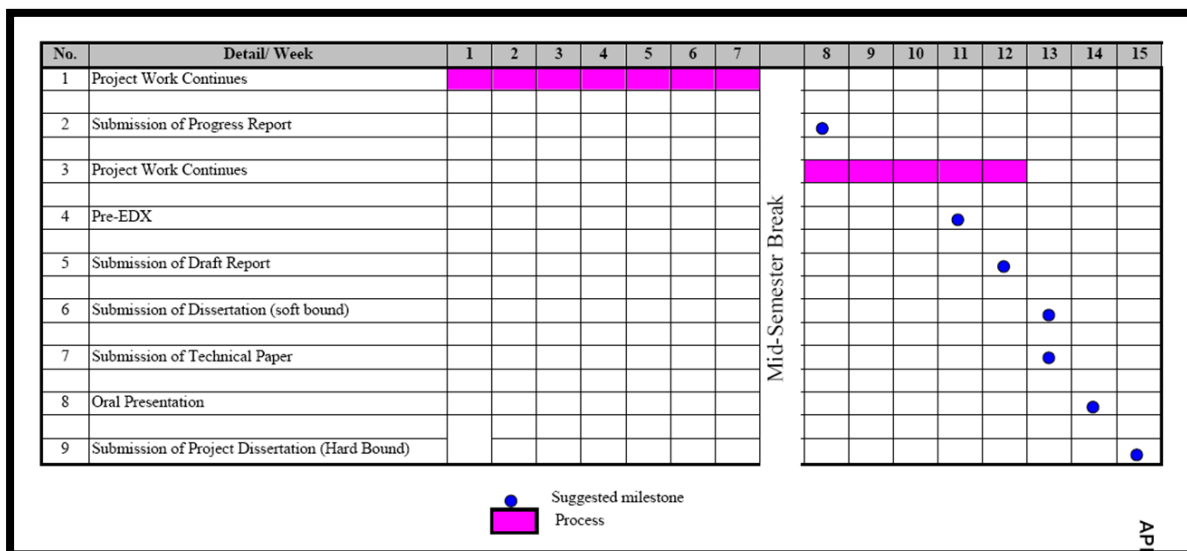 No. Detail/ Week 1 2 3 4 5 6 7 8 9 10 11 12 13 14 15
1 Project Work Continues
2 Submission of Progress Report
3 Project Work Continues
4 Pre-EDX
5 Submission of Draft Report
6 Submission of Dissertation (soft bound)
7 Submission of Technical Paper
8 Oral Presentation
9 Submission of Project Dissertation (Hard Bound)
Mid-Semester Break
Suggested milestone
Process